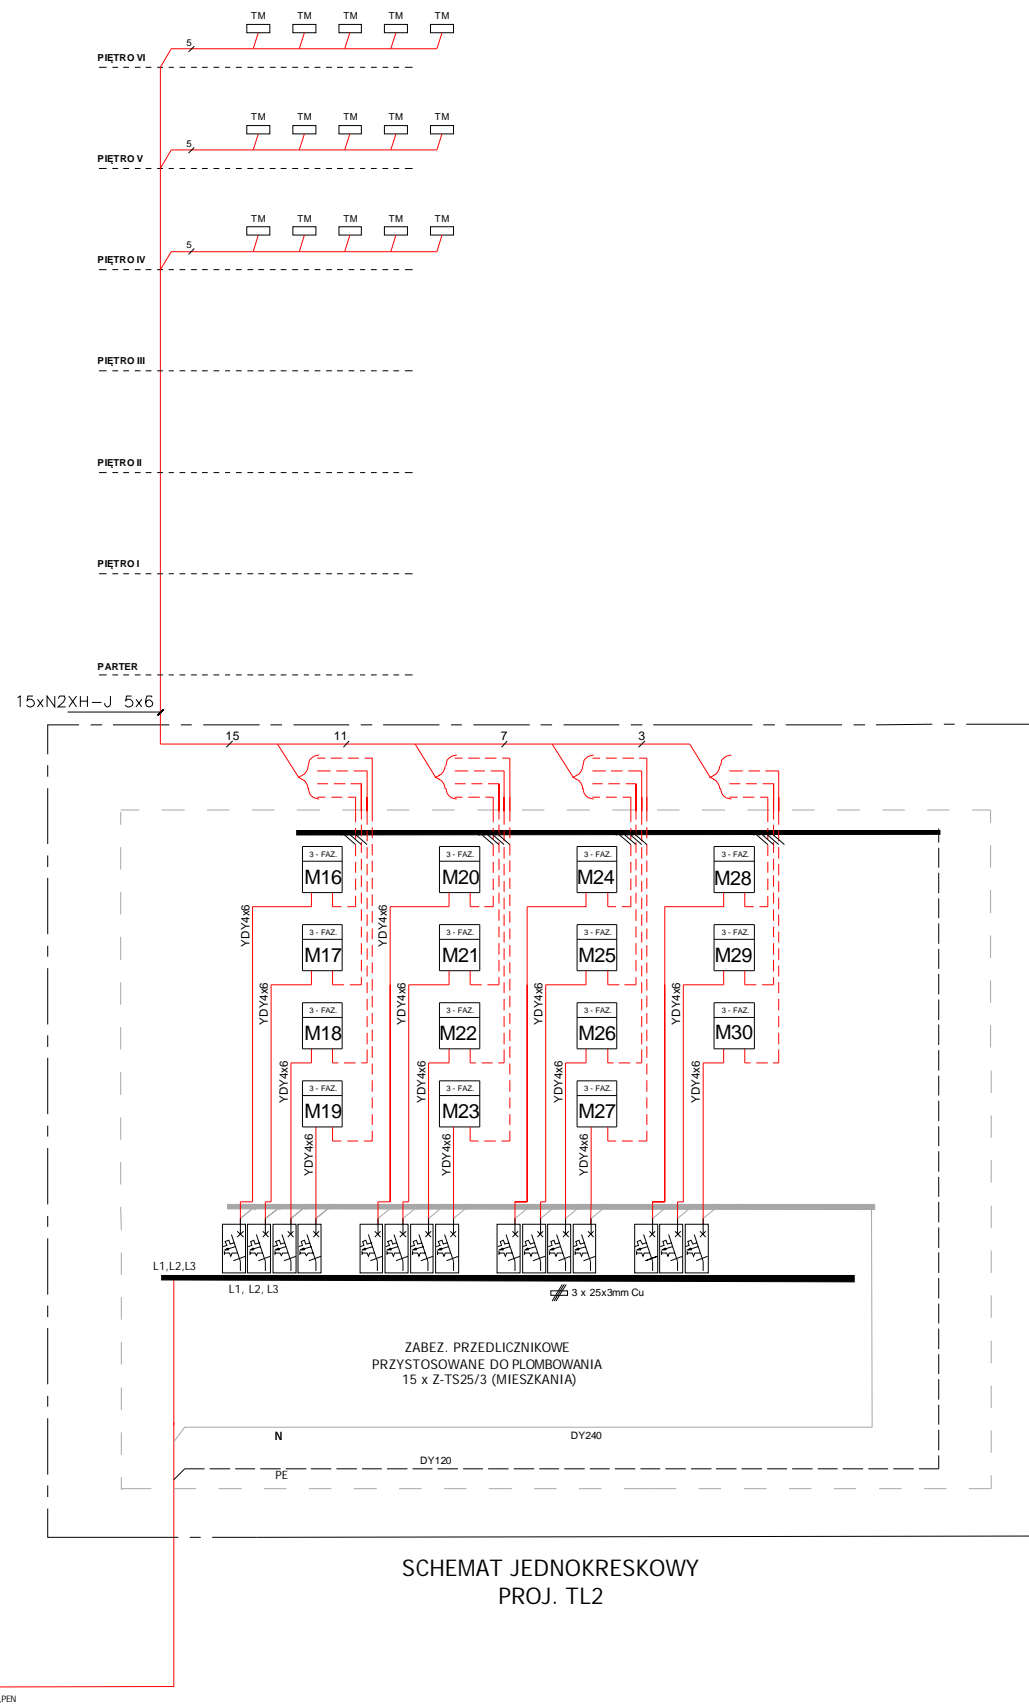 TM TM TM TM TM
5
PIĘTRO VI
TM TM TM TM TM
5
PIĘTRO V
TM TM TM TM TM
5
PIĘTRO IV
PIĘTRO III
PIĘTRO II
PIĘTRO I
PARTER
15xN2XH-J 5x6
15 11 7 3
3 - FAZ. 3 - FAZ. 3 - FAZ. 3 - FAZ.
M16 M20 M24 M28
YDY4x6 YDY4x6
3 - FAZ. 3 - FAZ. 3 - FAZ. 3 - FAZ.
M17 M21 M25 M29
YDY4x6 YDY4x6 YDY4x6 YDY4x6
3 - FAZ. 3 - FAZ. 3 - FAZ. 3 - FAZ.
M18 M22 M26 M30
YDY4x6 YDY4x6 YDY4x6 YDY4x6
3 - FAZ. 3 - FAZ. 3 - FAZ.
M19 M23 M27
YDY4x6 YDY4x6 YDY4x6
L1,L2,L3
L1, L2, L3
3 x 25x3mm Cu
ZABEZ. PRZEDLICZNIKOWE
PRZYSTOSOWANE DO PLOMBOWANIA
15 x Z-TS25/3 (MIESZKANIA)
N DY240
DY120
PE
SCHEMAT JEDNOKRESKOWY
PROJ. TL2
,PEN